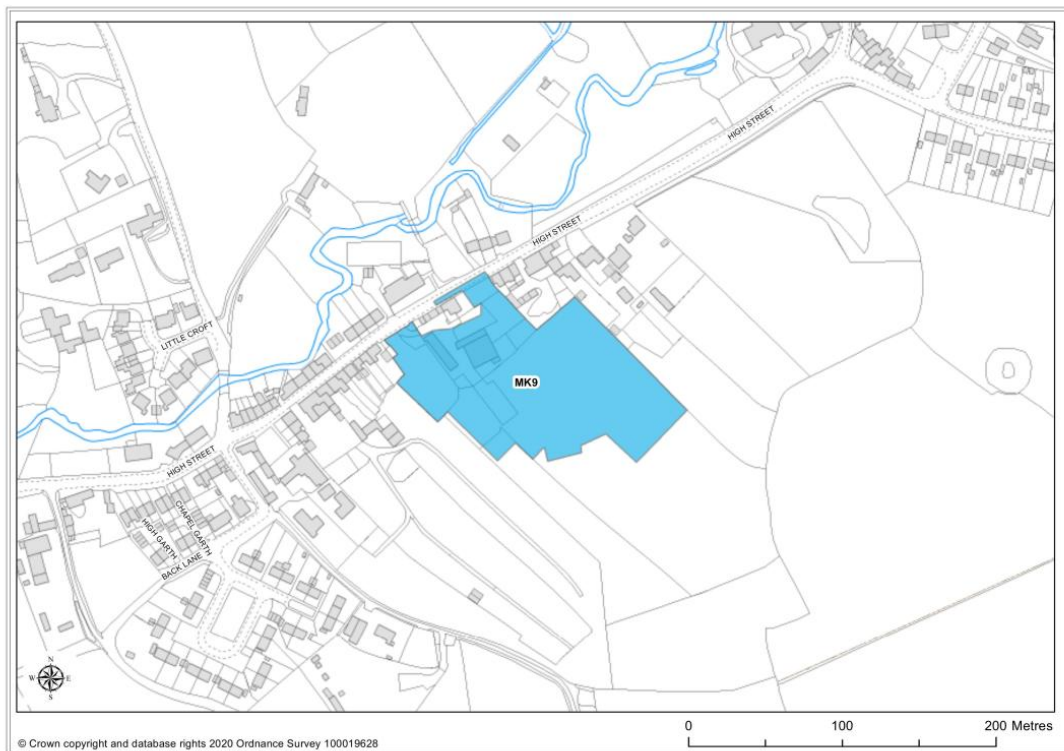 HIGH STREET
HIGH STREET
LITTLE CROFT
MK9
HIGH STREET
CHAPEL GARTH
HIGH GARTH
BACK LANE
N
W E
S
0 100 200 Metres
© Crown copyright and database rights 2020 Ordnance Survey 100019628